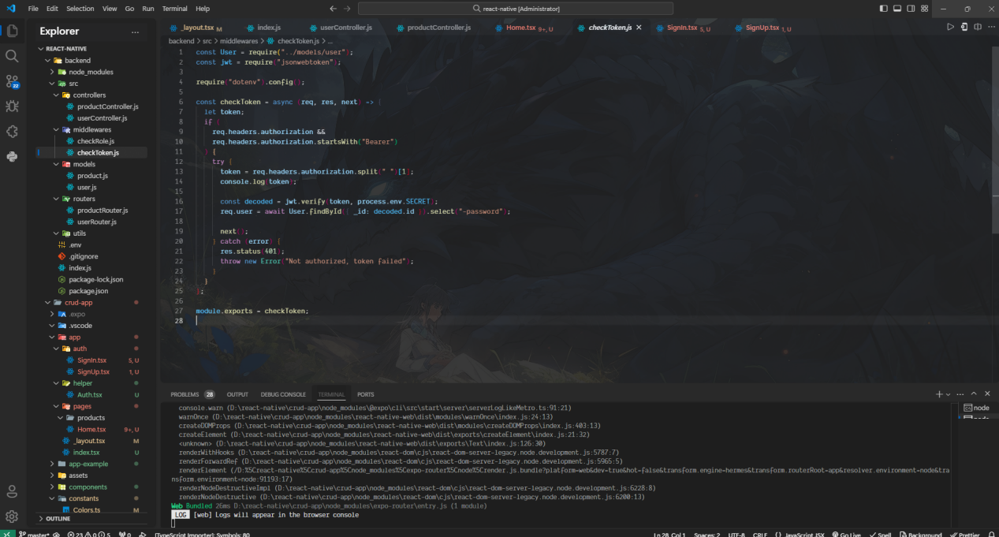 File Edit Selection View Go Run Terminal Help
react-native [Administrator]
Explorer
REACT-NATIVE
backend
node_modules
src
controllers
productController.js
userController.js
middlewares
checkRole.js
checkToken.js
models
product.js
user.js
routers
productRouter.js
userRouter.js
utils
.env
.gitignore
index.js
package-lock.json
package.json
crud-app
.expo
.vscode
app
auth
SignIn.tsx 5, U
SignUp.tsx 1, U
helper
Auth.tsx U
pages
products
Home.tsx 9+, U
_layout.tsx M
index.tsx U
app-example
assets
components
constants
Colors.ts M
OUTLINE
22
_layout.tsx M
index.js
userController.js
productController.js
Home.tsx 9+, U
checkToken.js
SignIn.tsx 5, U
SignUp.tsx 1, U
backend > src > middlewares > checkToken.js > ...
1 const User = require("../models/user");
2 const jwt = require("jsonwebtoken");
3
4 require("dotenv").config();
5
6 const checkToken = async (req, res, next) => {
7 let token;
8 if (
9 req.headers.authorization &&
10 req.headers.authorization.startsWith("Bearer")
11 ) {
12 try {
13 token = req.headers.authorization.split(" ")[1];
14 console.log(token);
15
16 const decoded = jwt.verify(token, process.env.SECRET);
17 req.user = await User.findById({ _id: decoded.id }).select("-password");
18
19 next();
20 } catch (error) {
21 res.status(401);
22 throw new Error("Not authorized, token failed");
23 }
24 }
25 };
26
27 module.exports = checkToken;
28
PROBLEMS 28 OUTPUT DEBUG CONSOLE TERMINAL PORTS
console.warn (D:\react-native\crud-app\node_modules\@expo\cli\src\start\server\serverLogLikeMetro.ts:91:21)
warnOnce (D:\react-native\crud-app\node_modules\react-native-web\dist\modules\warnOnce\index.js:24:13)
createDOMProps (D:\react-native\crud-app\node_modules\react-native-web\dist\modules\createDOMProps\index.js:403:13)
createElement (D:\react-native\crud-app\node_modules\react-native-web\dist\exports\createElement\index.js:21:32)
<unknown> (D:\react-native\crud-app\node_modules\react-native-web\dist\exports\Text\index.js:126:30)
renderWithHooks (D:\react-native\crud-app\node_modules\react-dom\cjs\react-dom-server-legacy.node.development.js:5787:7)
renderForwardRef (D:\react-native\crud-app\node_modules\react-dom\cjs\react-dom-server-legacy.node.development.js:5965:5)
renderElement (/D:%5Creact-native%5Ccrud-app%5Cnode_modules%5Cexpo-router%5Cnode%5Crender.js.bundle?platform=web&dev=true&hot=false&transform.engine=hermes&transform.routerRoot=app&resolver.environment=node&tra
nsform.environment=node:91193:17)
renderNodeDestructiveImpl (D:\react-native\crud-app\node_modules\react-dom\cjs\react-dom-server-legacy.node.development.js:6228:8)
renderNodeDestructive (D:\react-native\crud-app\node_modules\react-dom\cjs\react-dom-server-legacy.node.development.js:6200:13)
Web Bundled 26ms D:\react-native\crud-app\node_modules\expo-router\entry.js (1 module)
LOG [web] Logs will appear in the browser console
node
master* 23 0 5 0 [TypeScript Importer]: Symbols: 80
Ln 28, Col 1 Spaces: 2 UTF-8 CRLF {} JavaScript JSX Go Live Spell Background Prettier